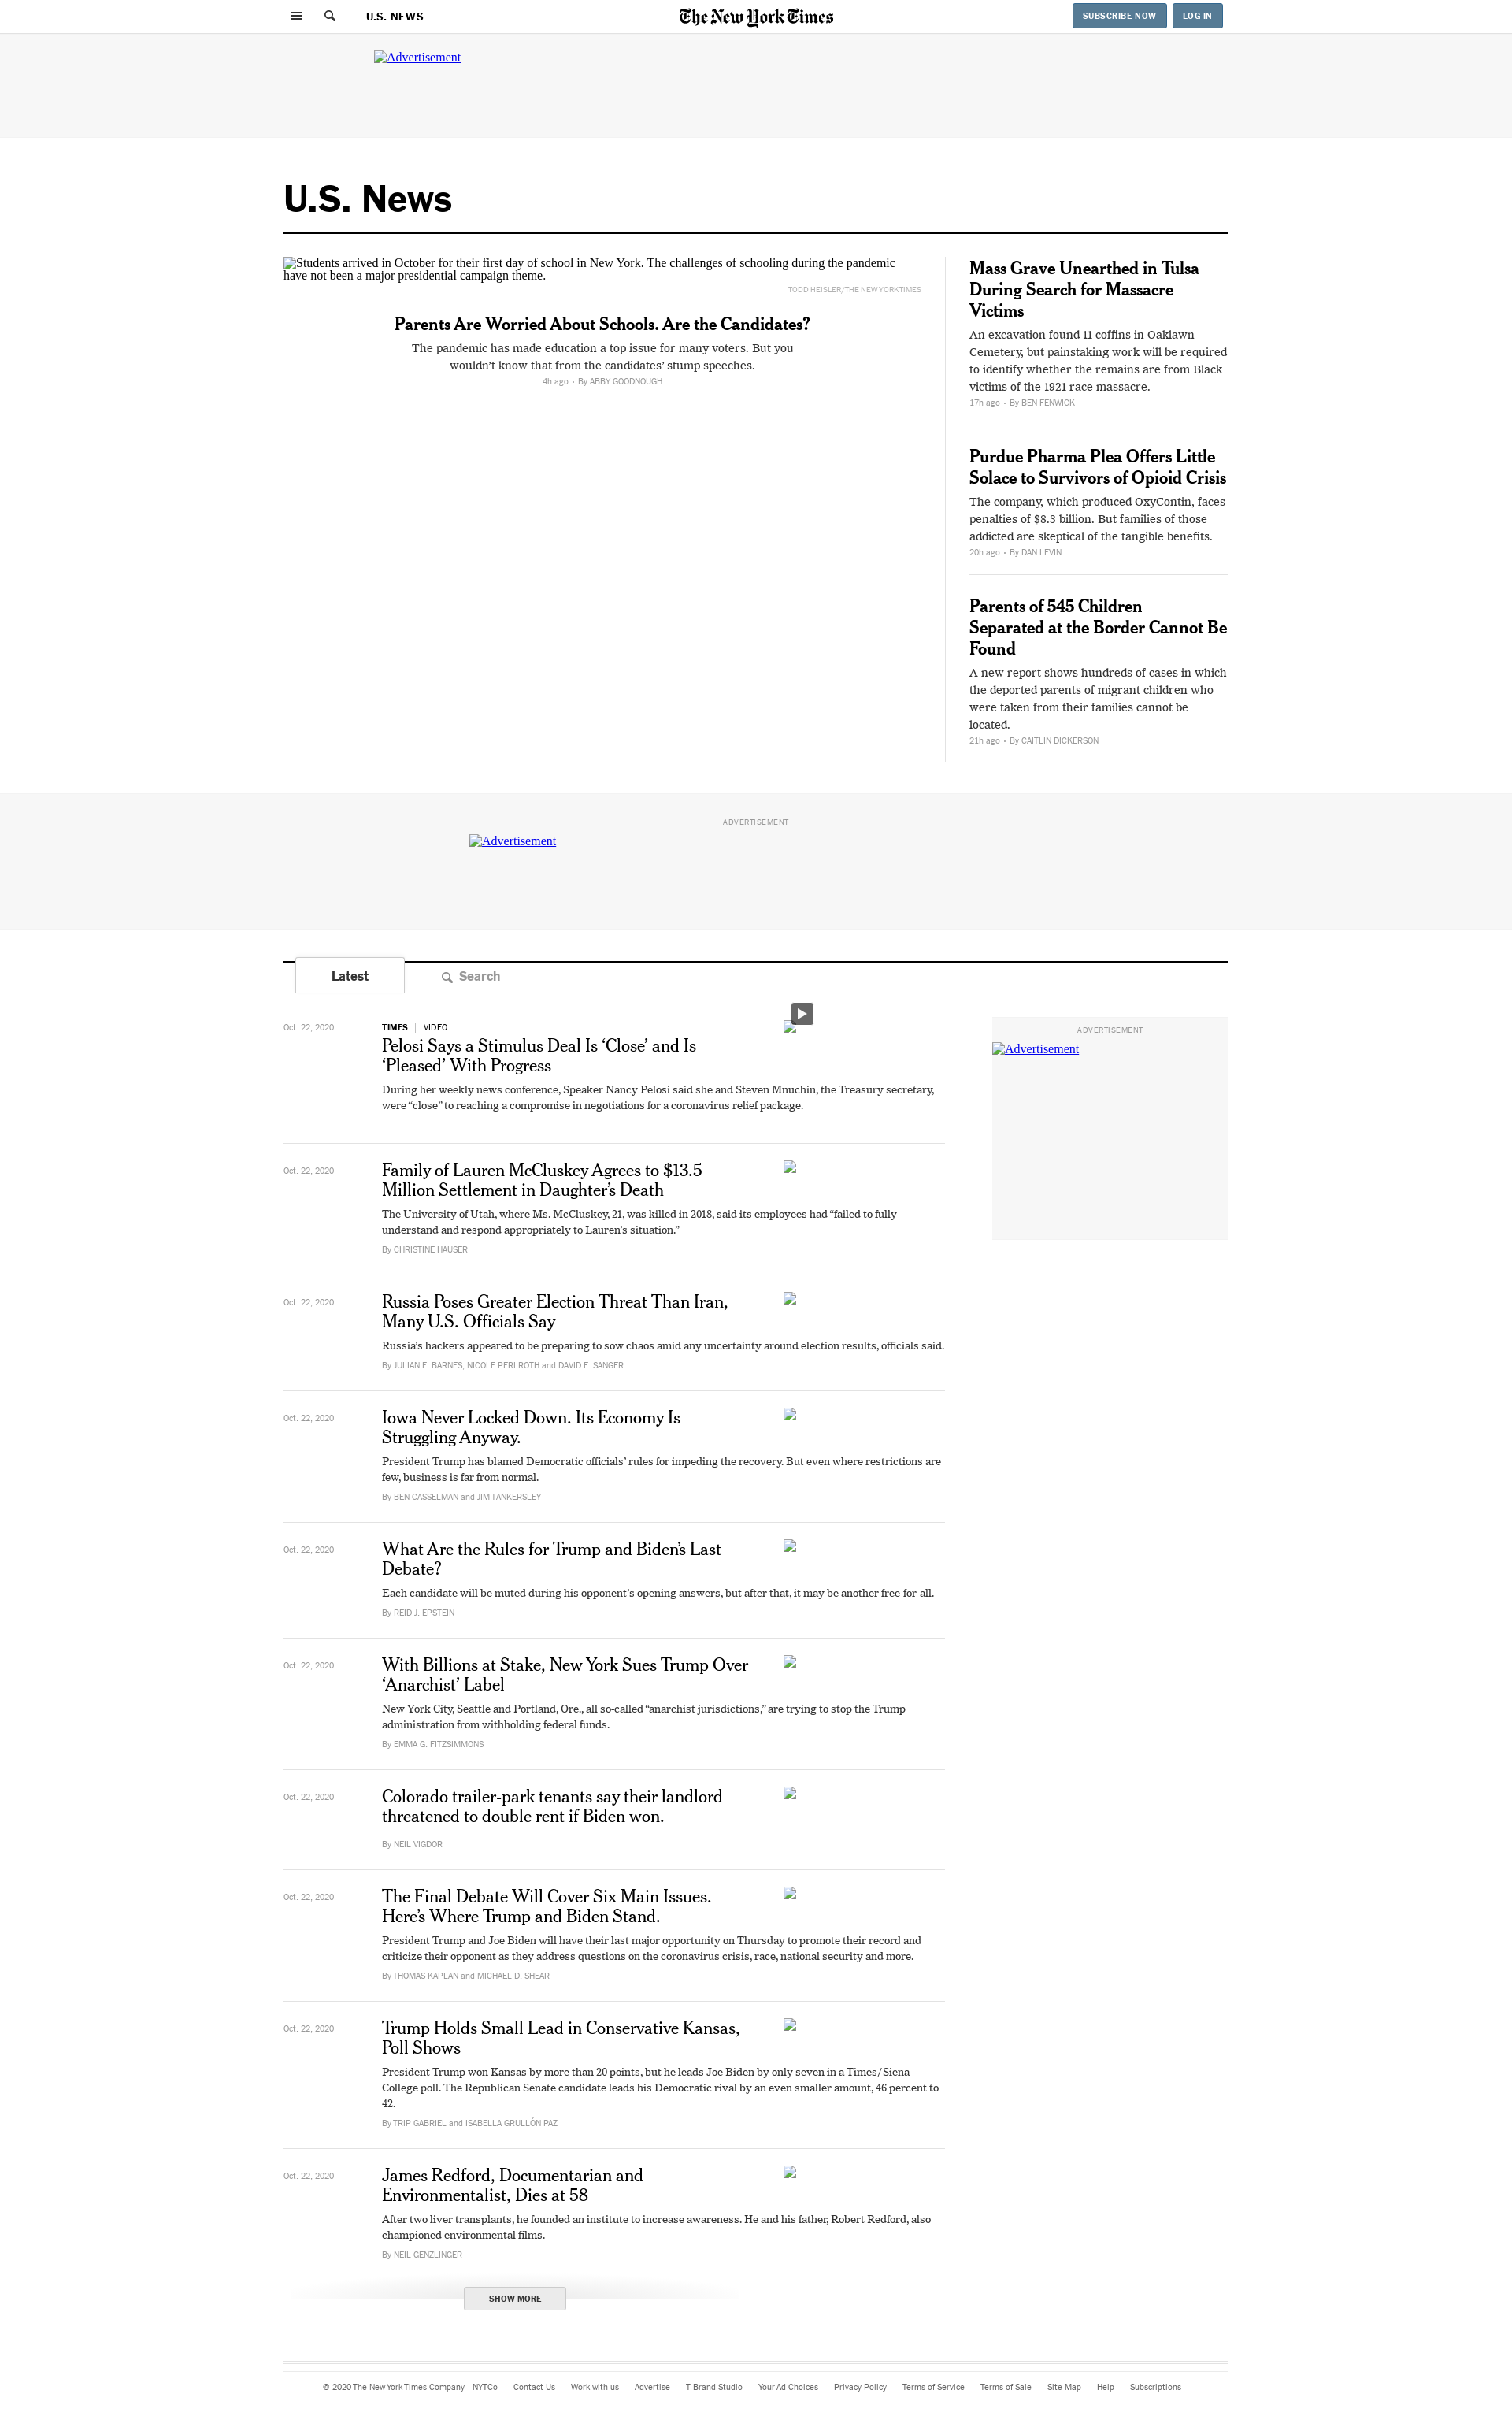 U.S. NEWS
The New York Times
SUBSCRIBE NOW
LOG IN
Advertisement
U.S. News
Students arrived in October for their first day of school in New York. The challenges of schooling during the pandemic
have not been a major presidential campaign theme.
TODD HEISLER/THE NEW YORK TIMES
Parents Are Worried About Schools. Are the Candidates?
The pandemic has made education a top issue for many voters. But you
wouldn’t know that from the candidates’ stump speeches.
4h ago • By ABBY GOODNOUGH
Mass Grave Unearthed in Tulsa
During Search for Massacre
Victims
An excavation found 11 coffins in Oaklawn
Cemetery, but painstaking work will be required
to identify whether the remains are from Black
victims of the 1921 race massacre.
17h ago • By BEN FENWICK
Purdue Pharma Plea Offers Little
Solace to Survivors of Opioid Crisis
The company, which produced OxyContin, faces
penalties of $8.3 billion. But families of those
addicted are skeptical of the tangible benefits.
20h ago • By DAN LEVIN
Parents of 545 Children
Separated at the Border Cannot Be
Found
A new report shows hundreds of cases in which
the deported parents of migrant children who
were taken from their families cannot be
located.
21h ago • By CAITLIN DICKERSON
ADVERTISEMENT
Advertisement
Latest
Search
Oct. 22, 2020
TIMES | VIDEO
Pelosi Says a Stimulus Deal Is ‘Close’ and Is
‘Pleased’ With Progress
During her weekly news conference, Speaker Nancy Pelosi said she and Steven Mnuchin, the Treasury secretary,
were “close” to reaching a compromise in negotiations for a coronavirus relief package.
ADVERTISEMENT
Advertisement
Oct. 22, 2020
Family of Lauren McCluskey Agrees to $13.5
Million Settlement in Daughter’s Death
The University of Utah, where Ms. McCluskey, 21, was killed in 2018, said its employees had “failed to fully
understand and respond appropriately to Lauren’s situation.”
By CHRISTINE HAUSER
Oct. 22, 2020
Russia Poses Greater Election Threat Than Iran,
Many U.S. Officials Say
Russia’s hackers appeared to be preparing to sow chaos amid any uncertainty around election results, officials said.
By JULIAN E. BARNES, NICOLE PERLROTH and DAVID E. SANGER
Oct. 22, 2020
Iowa Never Locked Down. Its Economy Is
Struggling Anyway.
President Trump has blamed Democratic officials’ rules for impeding the recovery. But even where restrictions are
few, business is far from normal.
By BEN CASSELMAN and JIM TANKERSLEY
Oct. 22, 2020
What Are the Rules for Trump and Biden’s Last
Debate?
Each candidate will be muted during his opponent’s opening answers, but after that, it may be another free-for-all.
By REID J. EPSTEIN
Oct. 22, 2020
With Billions at Stake, New York Sues Trump Over
‘Anarchist’ Label
New York City, Seattle and Portland, Ore., all so-called “anarchist jurisdictions,” are trying to stop the Trump
administration from withholding federal funds.
By EMMA G. FITZSIMMONS
Oct. 22, 2020
Colorado trailer-park tenants say their landlord
threatened to double rent if Biden won.
By NEIL VIGDOR
Oct. 22, 2020
The Final Debate Will Cover Six Main Issues.
Here’s Where Trump and Biden Stand.
President Trump and Joe Biden will have their last major opportunity on Thursday to promote their record and
criticize their opponent as they address questions on the coronavirus crisis, race, national security and more.
By THOMAS KAPLAN and MICHAEL D. SHEAR
Oct. 22, 2020
Trump Holds Small Lead in Conservative Kansas,
Poll Shows
President Trump won Kansas by more than 20 points, but he leads Joe Biden by only seven in a Times/Siena
College poll. The Republican Senate candidate leads his Democratic rival by an even smaller amount, 46 percent to
42.
By TRIP GABRIEL and ISABELLA GRULLÓN PAZ
Oct. 22, 2020
James Redford, Documentarian and
Environmentalist, Dies at 58
After two liver transplants, he founded an institute to increase awareness. He and his father, Robert Redford, also
championed environmental films.
By NEIL GENZLINGER
SHOW MORE
© 2020 The New York Times Company NYTCo Contact Us Work with us Advertise T Brand Studio Your Ad Choices Privacy Policy Terms of Service Terms of Sale Site Map Help Subscriptions